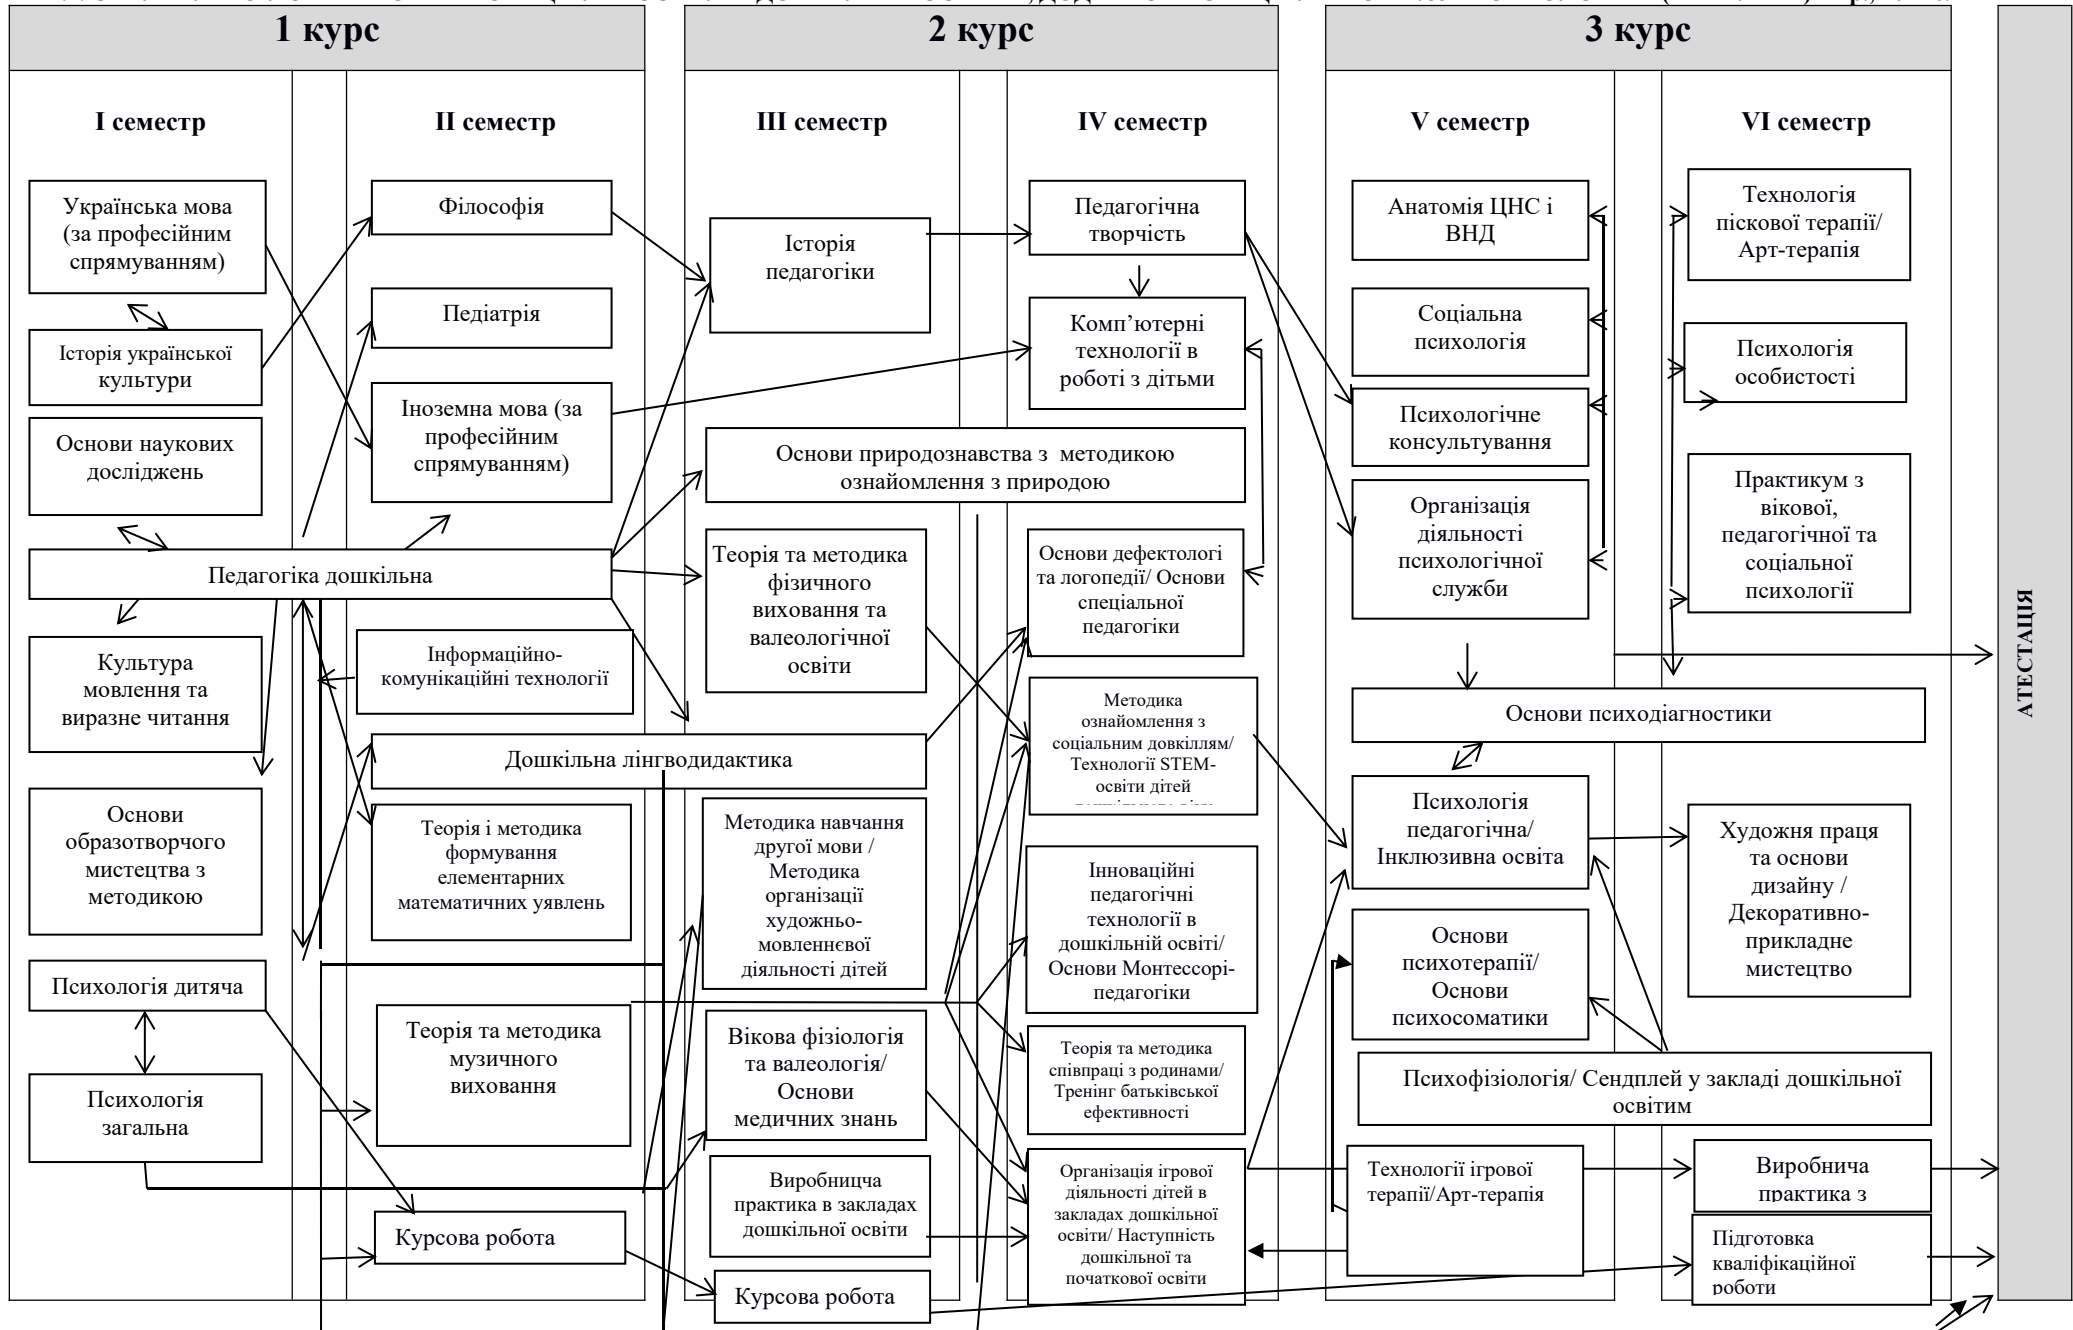 1 курс
2 курс
3 курс
І семестр
ІІ семестр
ІІІ семестр
IV семестр
V семестр
VI семестр
Українська мова
(за професійним
спрямуванням)
Історія української
культури
Основи наукових
досліджень
Педагогіка дошкільна
Культура
мовлення та
виразне читання
Основи
образотворчого
мистецтва з
методикою
Психологія дитяча
Психологія
загальна
Філософія
Педіатрія
Іноземна мова (за
професійним
спрямуванням)
Інформаційно-
комунікаційні технології
Дошкільна лінгводидактика
Теорія і методика
формування
елементарних
математичних уявлень
Теорія та методика
музичного
виховання
Курсова робота
Історія
педагогіки
Основи природознавства з методикою
ознайомлення з природою
Теорія та методика
фізичного
виховання та
валеологічної
освіти
Методика навчання
другої мови /
Методика
організації
художньо-
мовленнєвої
діяльності дітей
Вікова фізіологія
та валеологія/
Основи
медичних знань
Виробницча
практика в закладах
дошкільної освіти
Курсова робота
Педагогічна
творчість
Комп’ютерні
технології в
роботі з дітьми
Основи дефектологі
та логопедії/ Основи
спеціальної
педагогіки
Методика
ознайомлення з
соціальним довкіллям/
Технології STEM-
освіти дітей
Інноваційні
педагогічні
технології в
дошкільній освіті/
Основи Монтессорі-
педагогіки
Теорія та методика
співпраці з родинами/
Тренінг батьківської
ефективності
Організація ігрової
діяльності дітей в
закладах дошкільної
освіти/ Наступність
дошкільної та
початкової освіти
Анатомія ЦНС і
ВНД
Соціальна
психологія
Психологічне
консультування
Організація
діяльності
психологічної
служби
Основи психодіагностики
Психологія
педагогічна/
Інклюзивна освіта
Основи
психотерапії/
Основи
психосоматики
Психофізіологія/ Сендплей у закладі дошкільної
освітим
Технології ігрової
терапії/Арт-терапія
Технологія
піскової терапії/
Арт-терапія
Психологія
особистості
Практикум з
вікової,
педагогічної та
соціальної
психології
Художня праця
та основи
дизайну /
Декоративно-
прикладне
мистецтво
Виробнича
практика з
Підготовка
кваліфікаційної
роботи
АТЕСТАЦІЯ